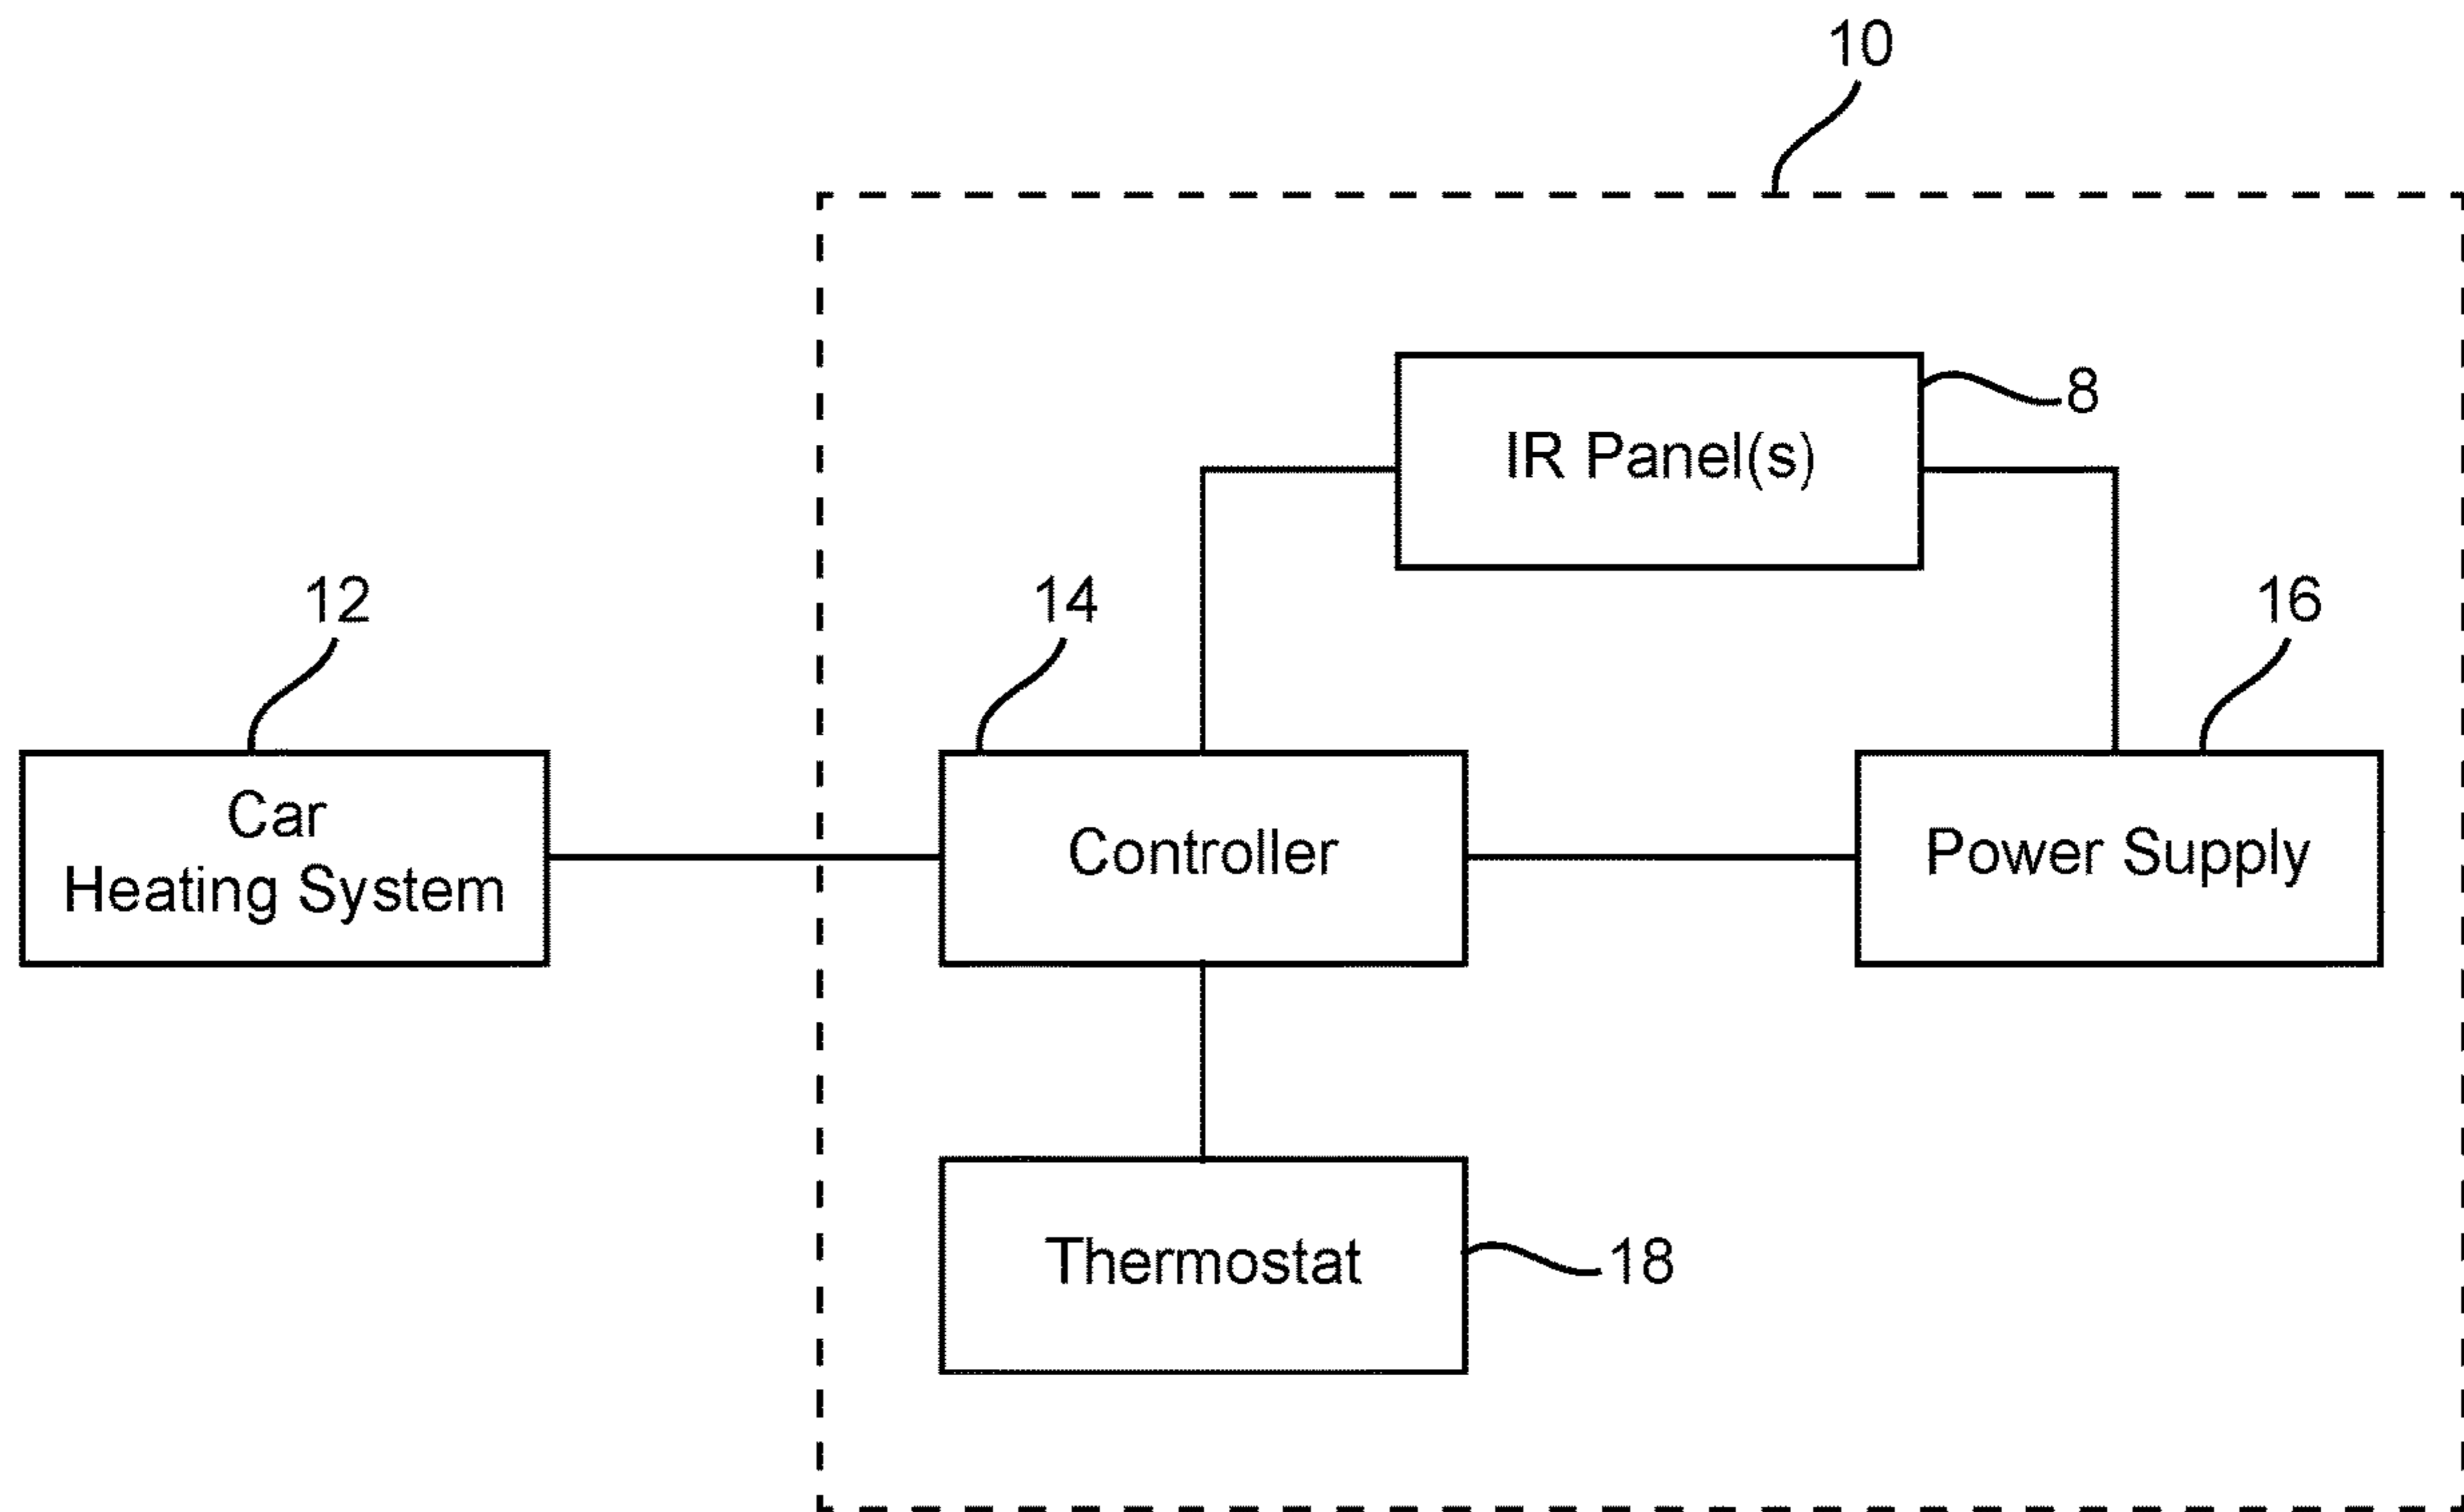 10
8
IR Panel(s)
12
14
16
Car
Heating System
Controller
Power Supply
Thermostat
18